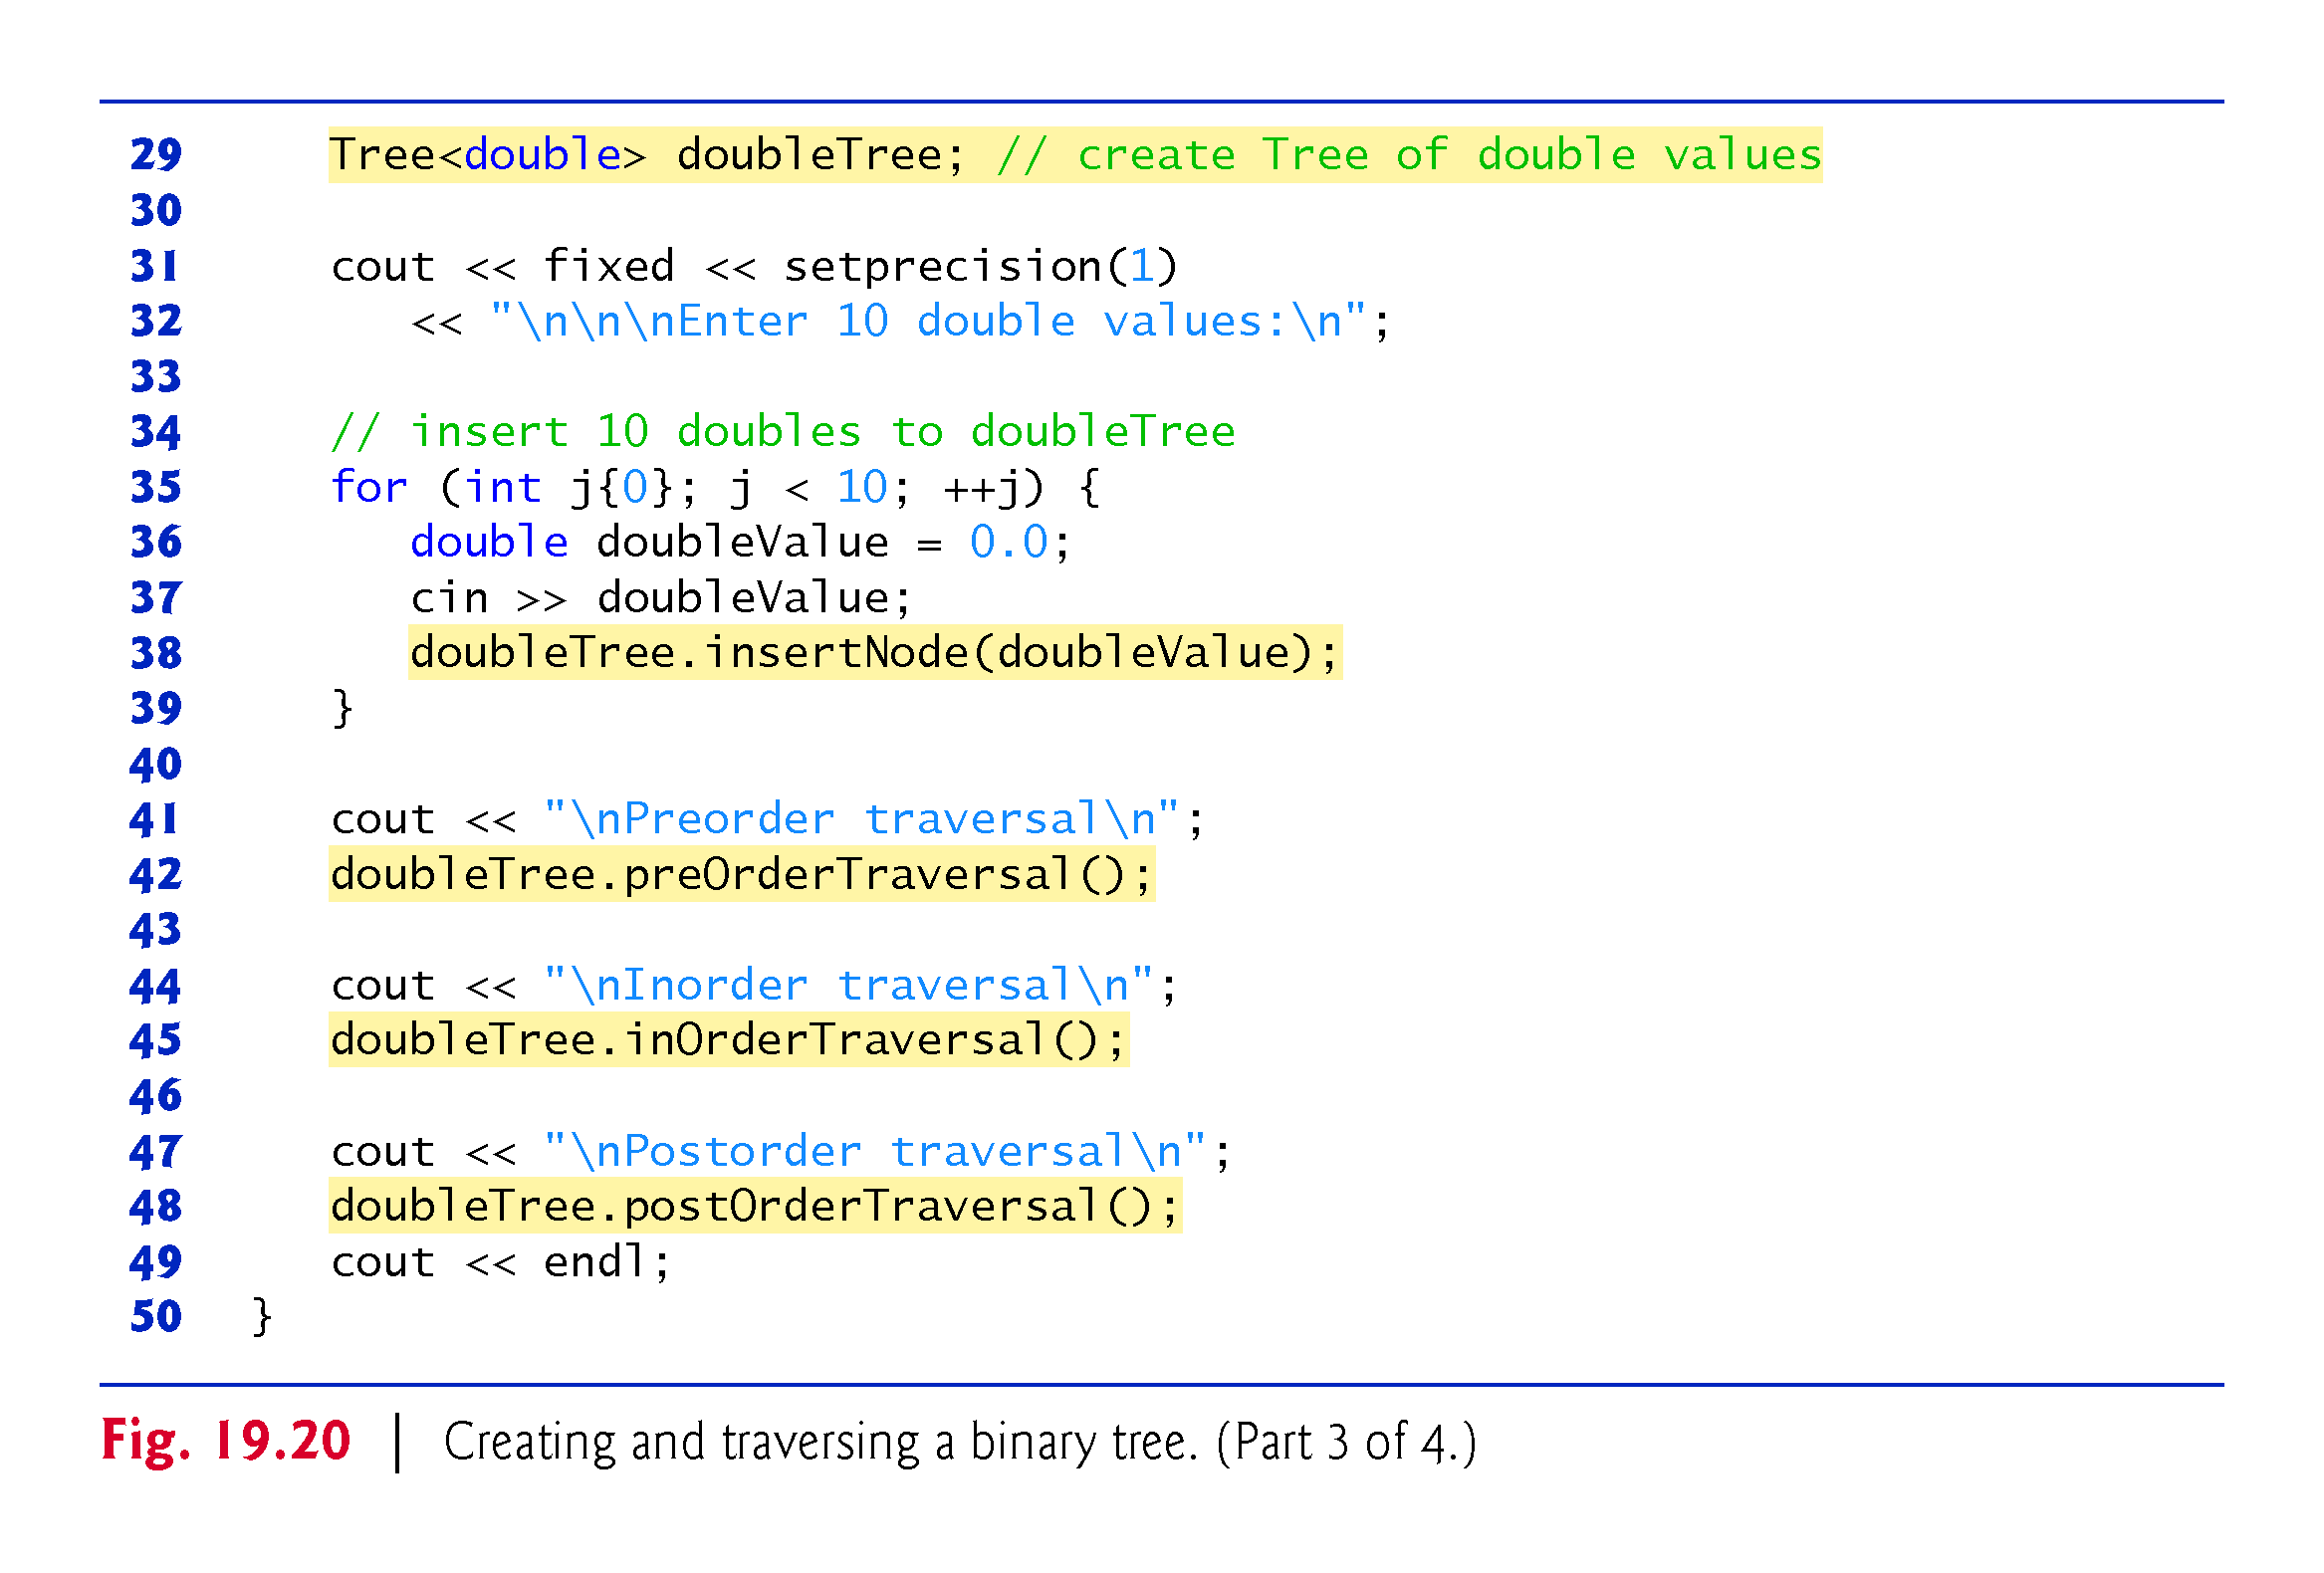 29 Tree<double> doubleTree; // create Tree of double values
30
31 cout << fixed << setprecision(1)
32 << "\n\n\nEnter 10 double values:\n";
33
34 // insert 10 doubles to doubleTree
35 for (int j{0}; j < 10; ++j) {
36 double doubleValue = 0.0;
37 cin >> doubleValue;
38 doubleTree.insertNode(doubleValue);
39 }
40
41 cout << "\nPreorder traversal\n";
42 doubleTree.preOrderTraversal();
43
44 cout << "\nInorder traversal\n";
45 doubleTree.inOrderTraversal();
46
47 cout << "\nPostorder traversal\n";
48 doubleTree.postOrderTraversal();
49 cout << endl;
50 }
Fig. 19.20 | Creating and traversing a binary tree. (Part 3 of 4.)